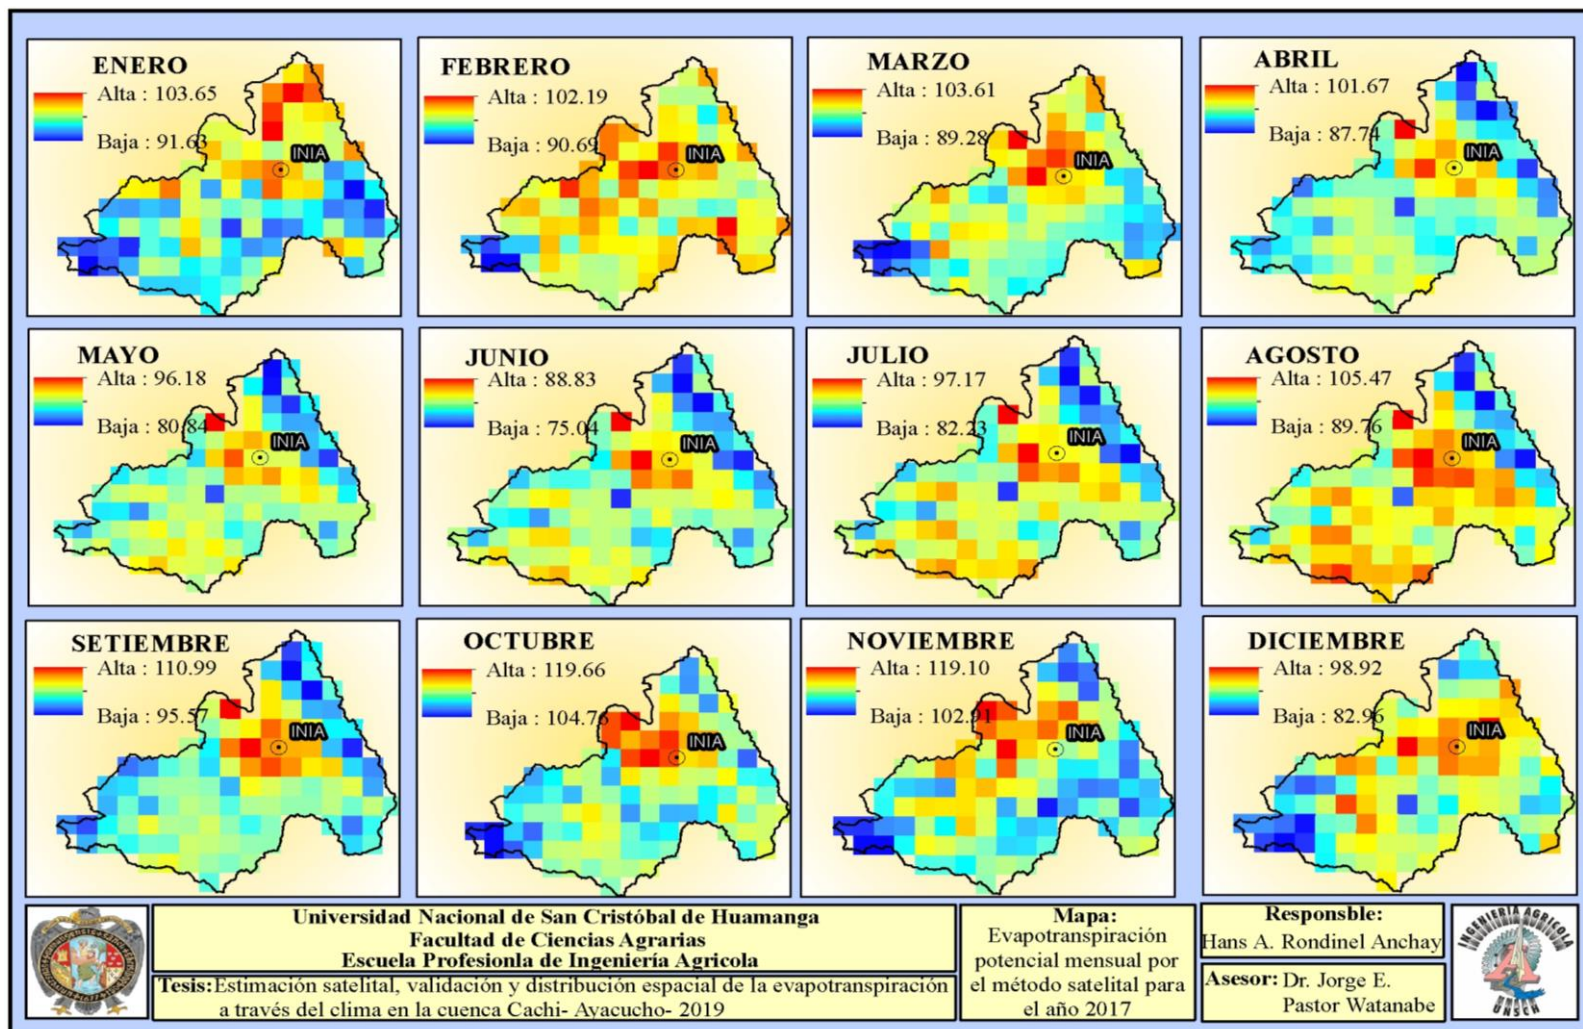 ENERO
Alta : 103.65
Baja : 91.63
INIA
FEBRERO
Alta : 102.19
Baja : 90.69
INIA
MARZO
Alta : 103.61
Baja : 89.28
INIA
ABRIL
Alta : 101.67
Baja : 87.74
INIA
MAYO
Alta : 96.18
Baja : 80.84
INIA
JUNIO
Alta : 88.83
Baja : 75.04
INIA
JULIO
Alta : 97.17
Baja : 82.23
INIA
AGOSTO
Alta : 105.47
Baja : 89.76
INIA
SETIEMBRE
Alta : 110.99
Baja : 95.57
INIA
OCTUBRE
Alta : 119.66
Baja : 104.76
INIA
NOVIEMBRE
Alta : 119.10
Baja : 102.91
INIA
DICIEMBRE
Alta : 98.92
Baja : 82.96
INIA
Universidad Nacional de San Cristóbal de Huamanga
Facultad de Ciencias Agrarias
Escuela Profesionla de Ingeniería Agricola
Tesis:Estimación satelital, validación y distribución espacial de la evapotranspiración
a través del clima en la cuenca Cachi- Ayacucho- 2019
Mapa:
Evapotranspiración
potencial mensual por
el método satelital para
el año 2017
Responsble:
Hans A. Rondinel Anchay
Asesor: Dr. Jorge E.
Pastor Watanabe
INGENIERIA AGRICOLA
UNSCH